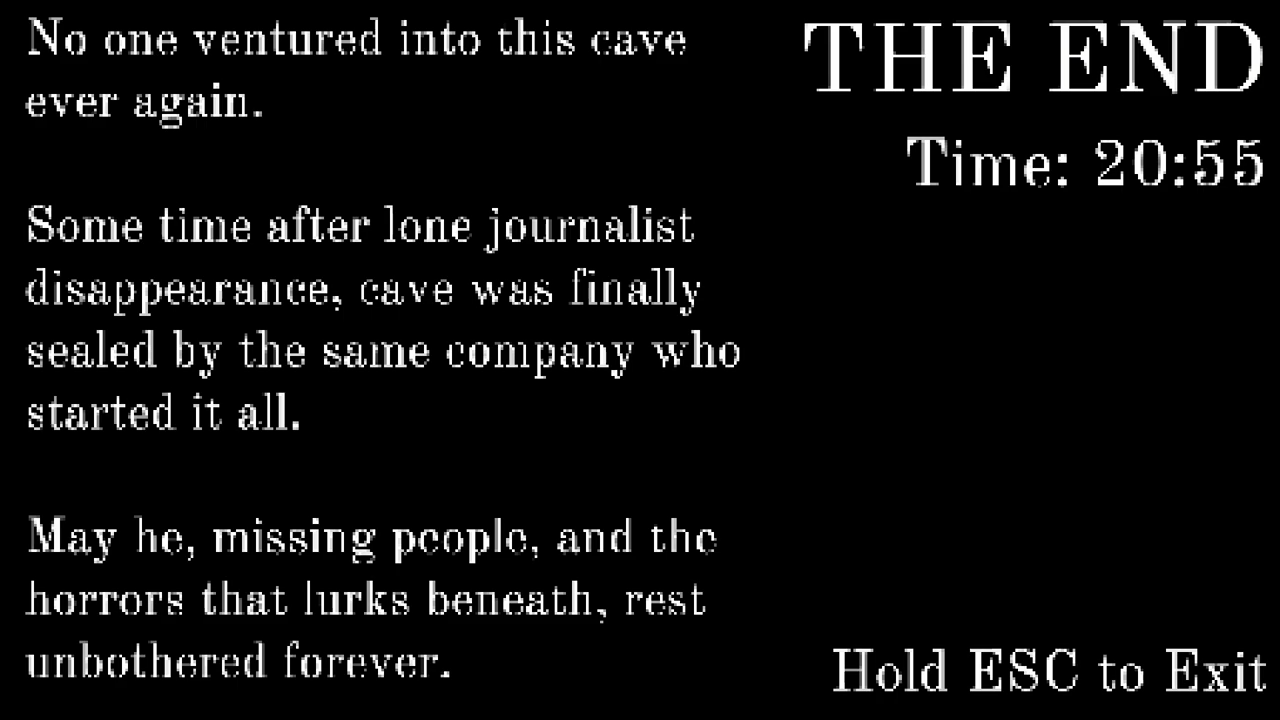 No one ventured into this cave
ever again.
Some time after lone journalist
disappearance, cave was finally
sealed by the same company who
started it all.
May he, missing people, and the
horrors that lurks beneath, rest
unbothered forever.
THE END
Time: 20:55
Hold ESC to Exit